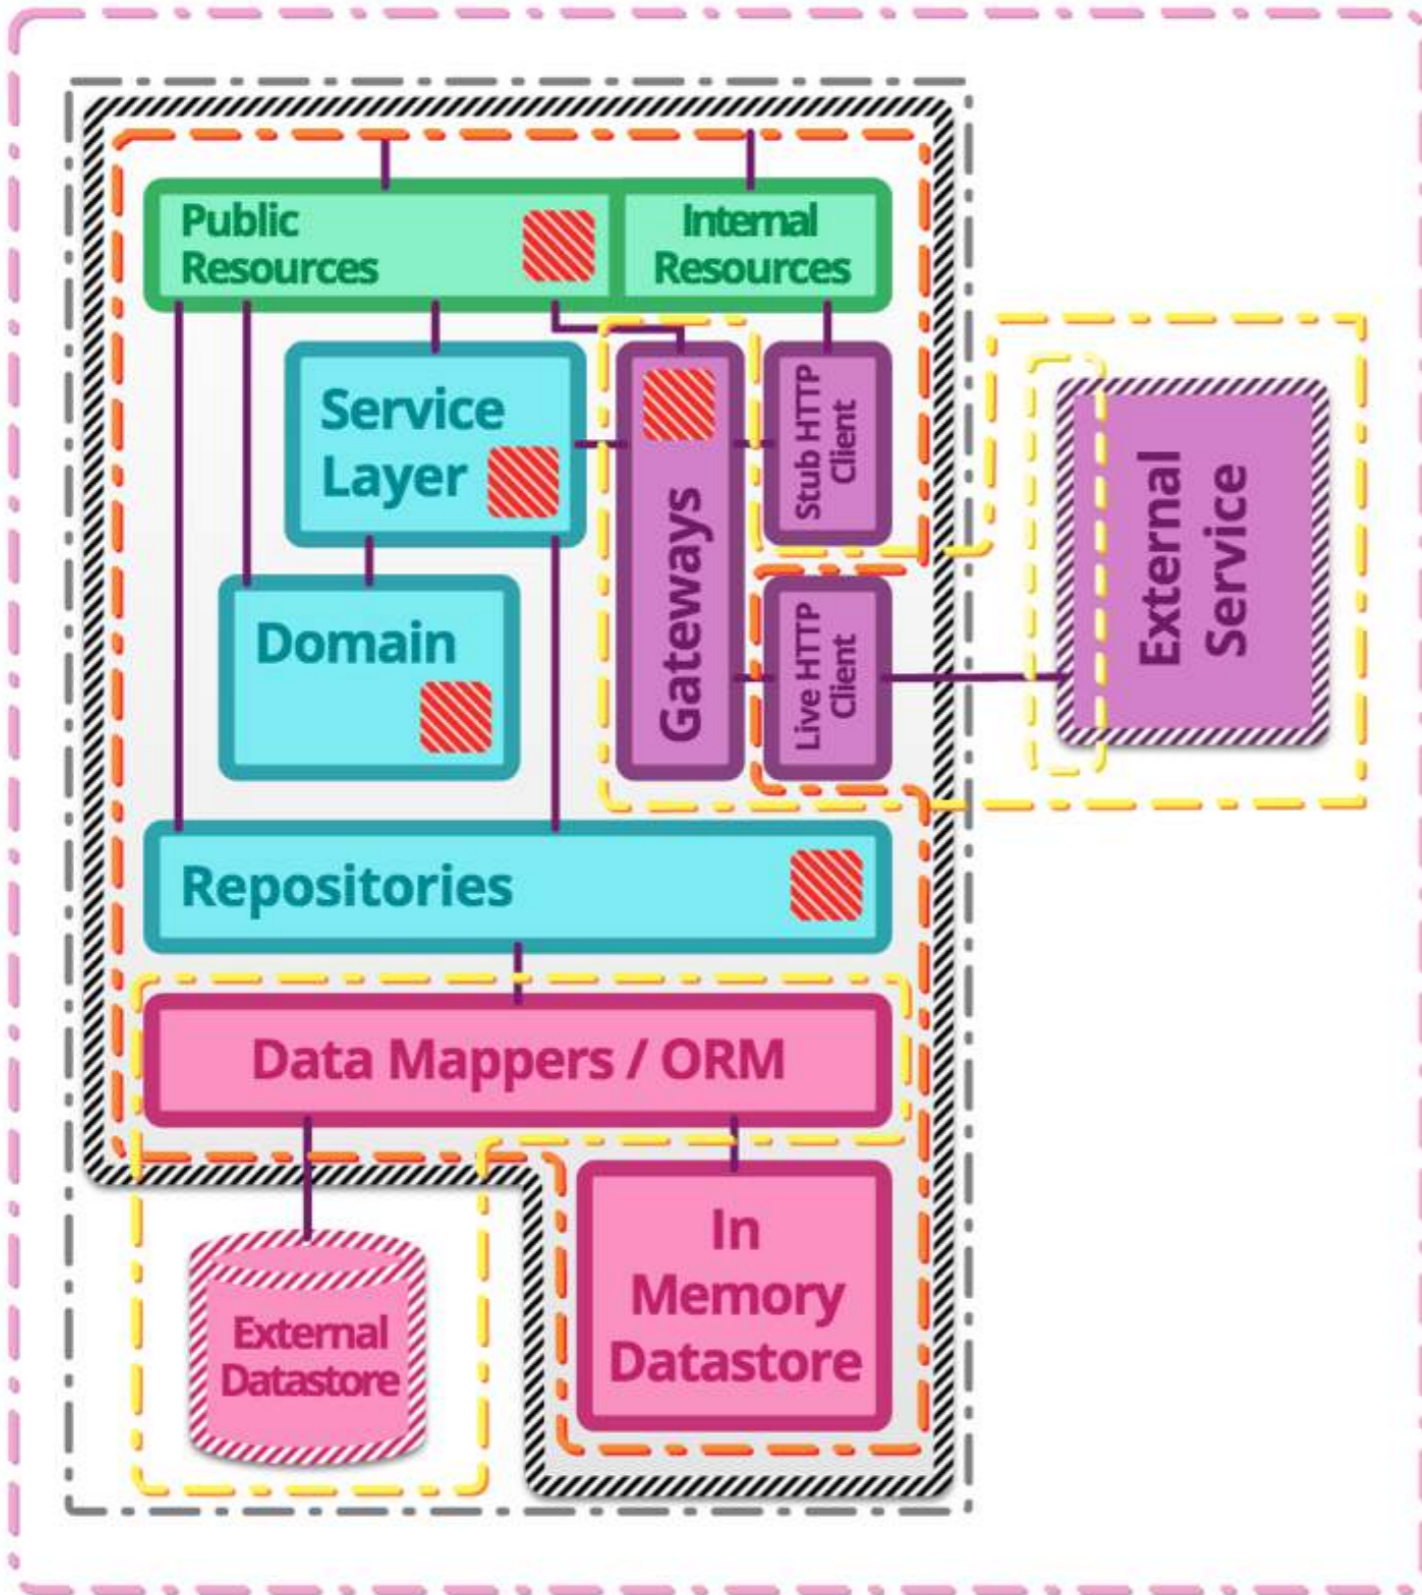 Public
Resources
Internal
Resources
Service
Layer
Gateways
Stub HTTP
Client
External
Service
Domain
Live HTTP
Client
Repositories
Data Mappers / ORM
External
Datastore
In
Memory
Datastore